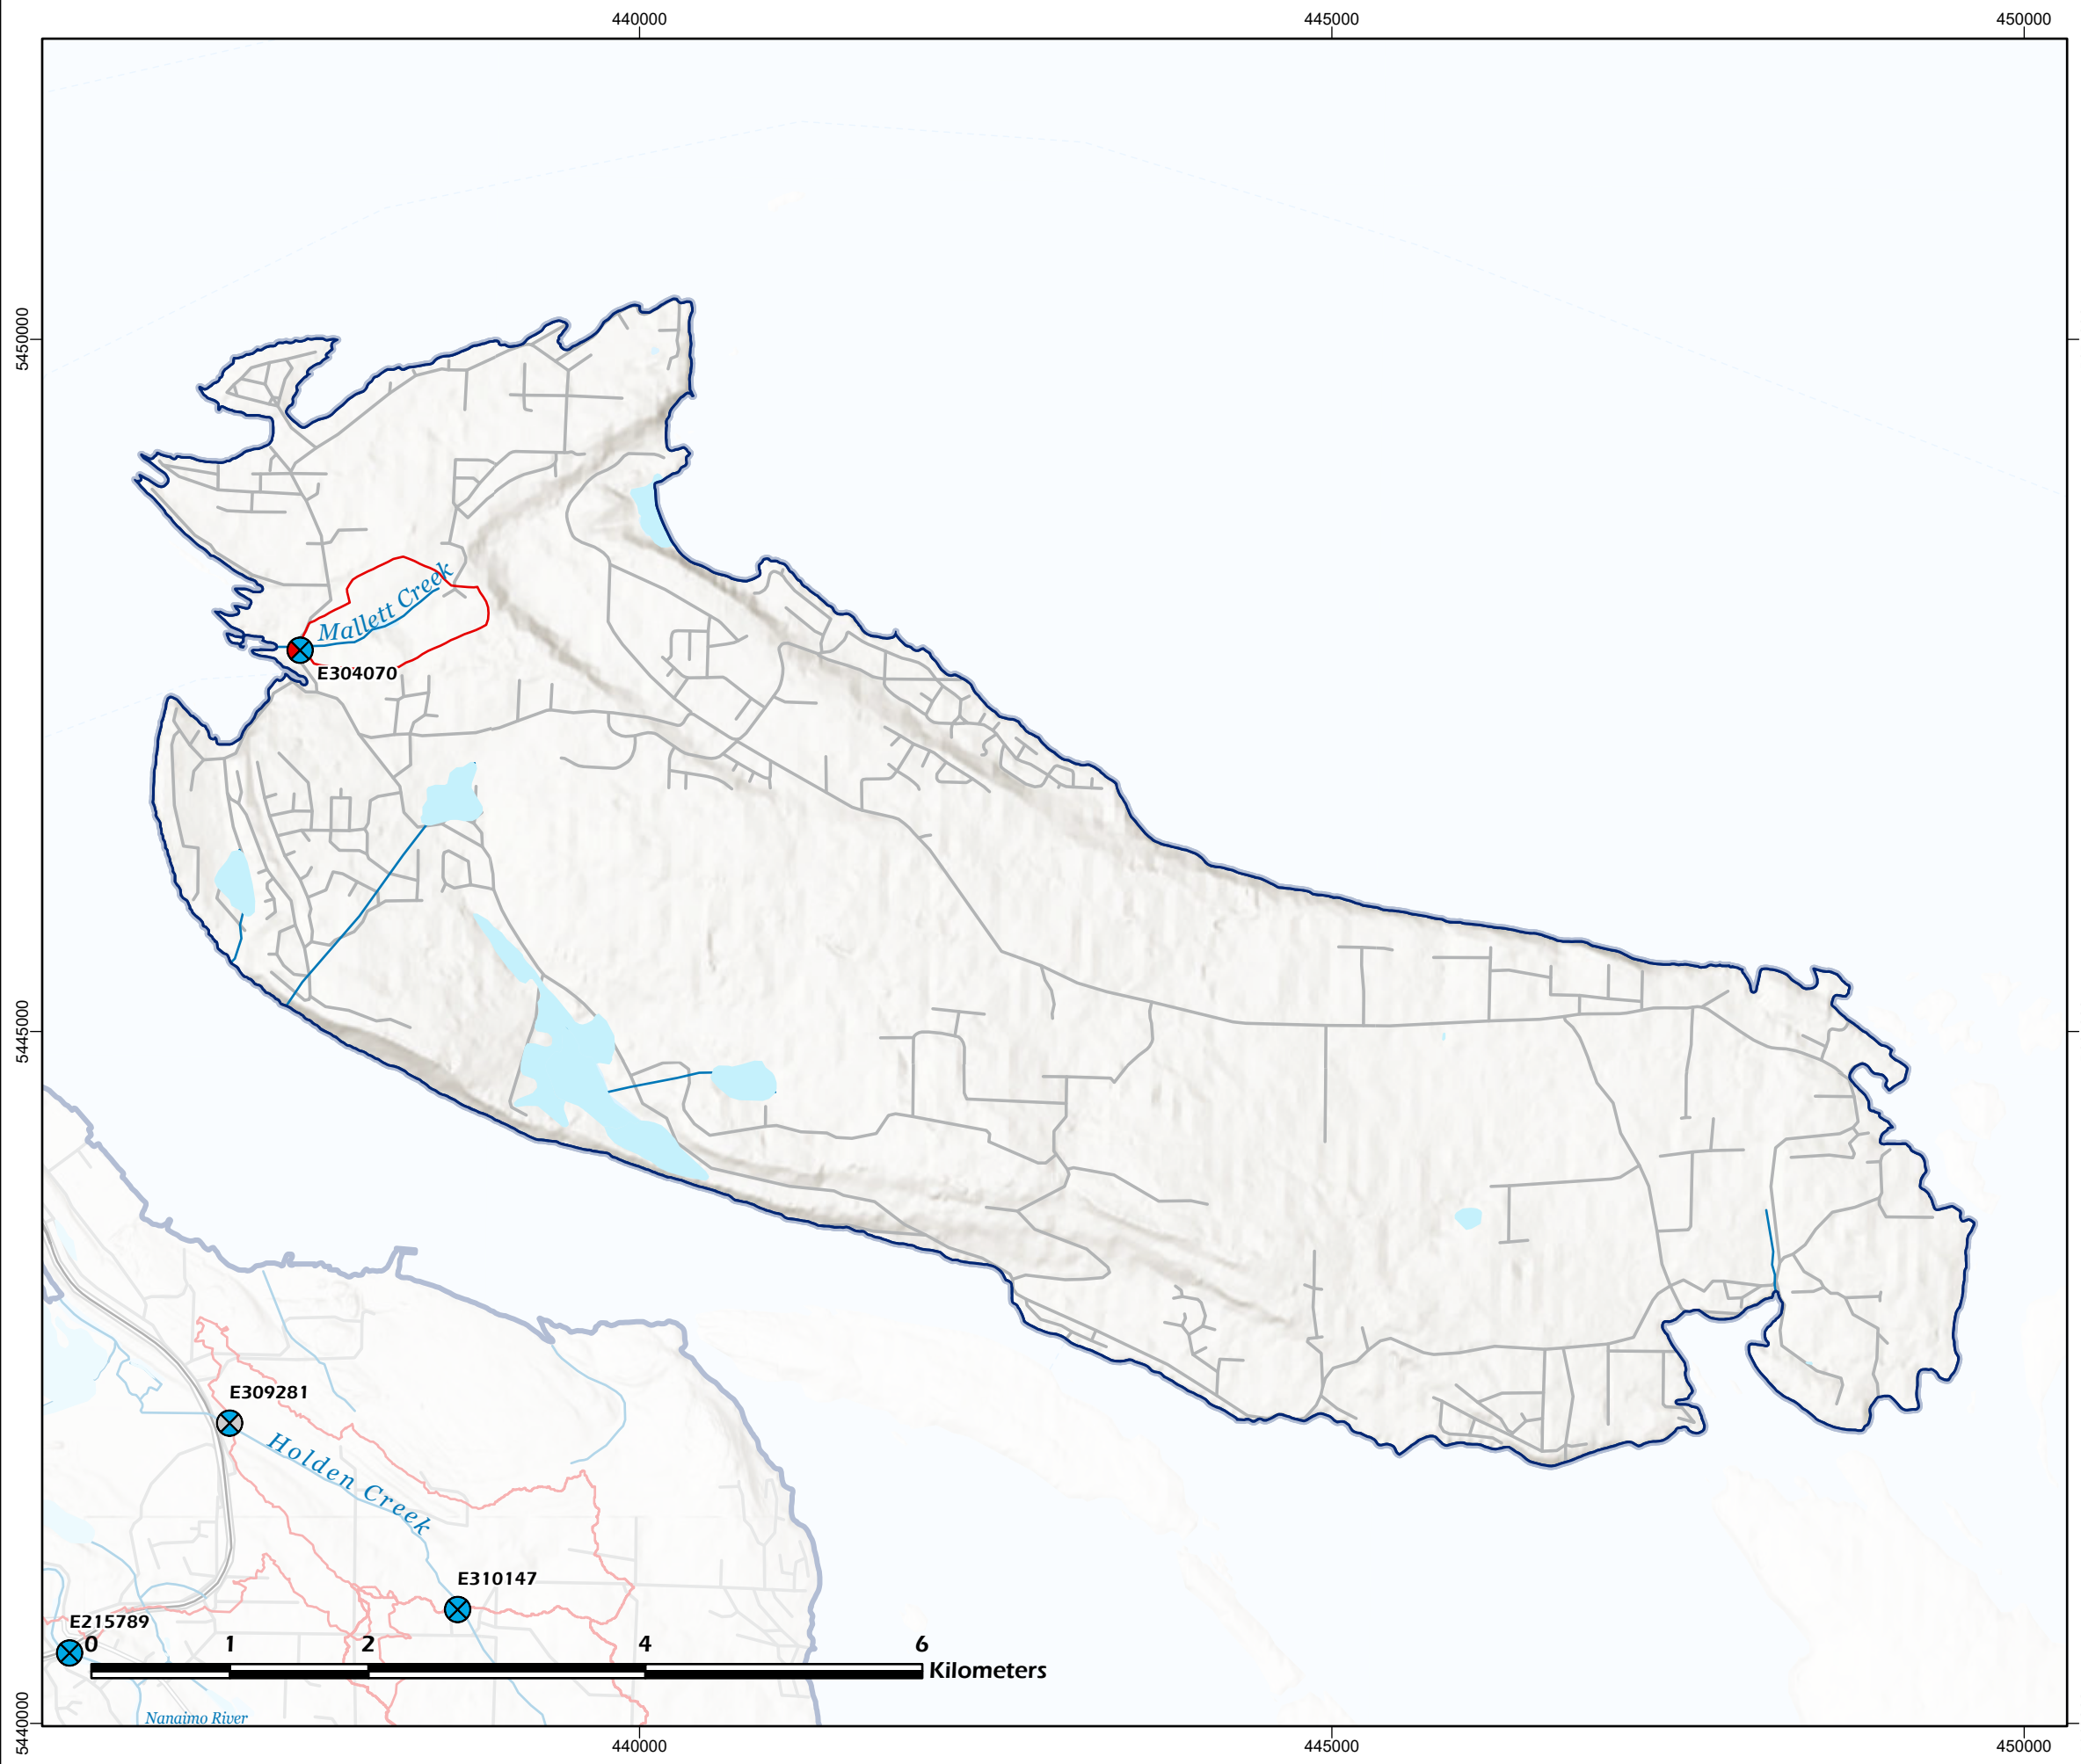 440000
445000
450000
5450000
Mallett Creek
E304070
5445000
E309281
Holden Creek
E310147
E215789
0 1 2 4 6
Kilometers
Nanaimo River
5440000
440000
445000
450000